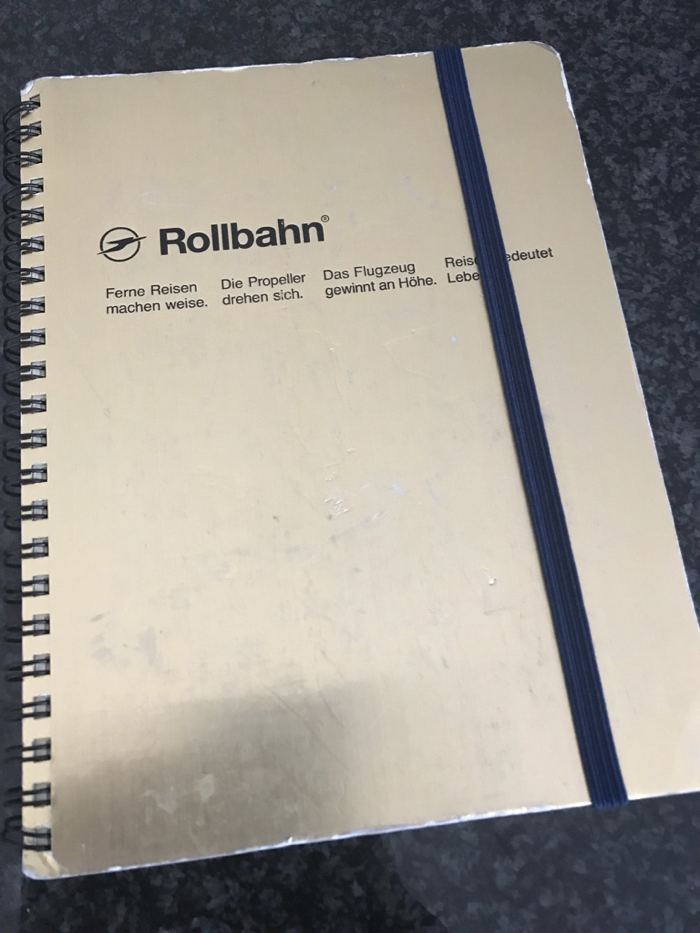 Rollbahn®
Ferne Reisen
machen weise.
Die Propeller
drehen sich.
Das Flugzeug
gewinnt an Höhe.